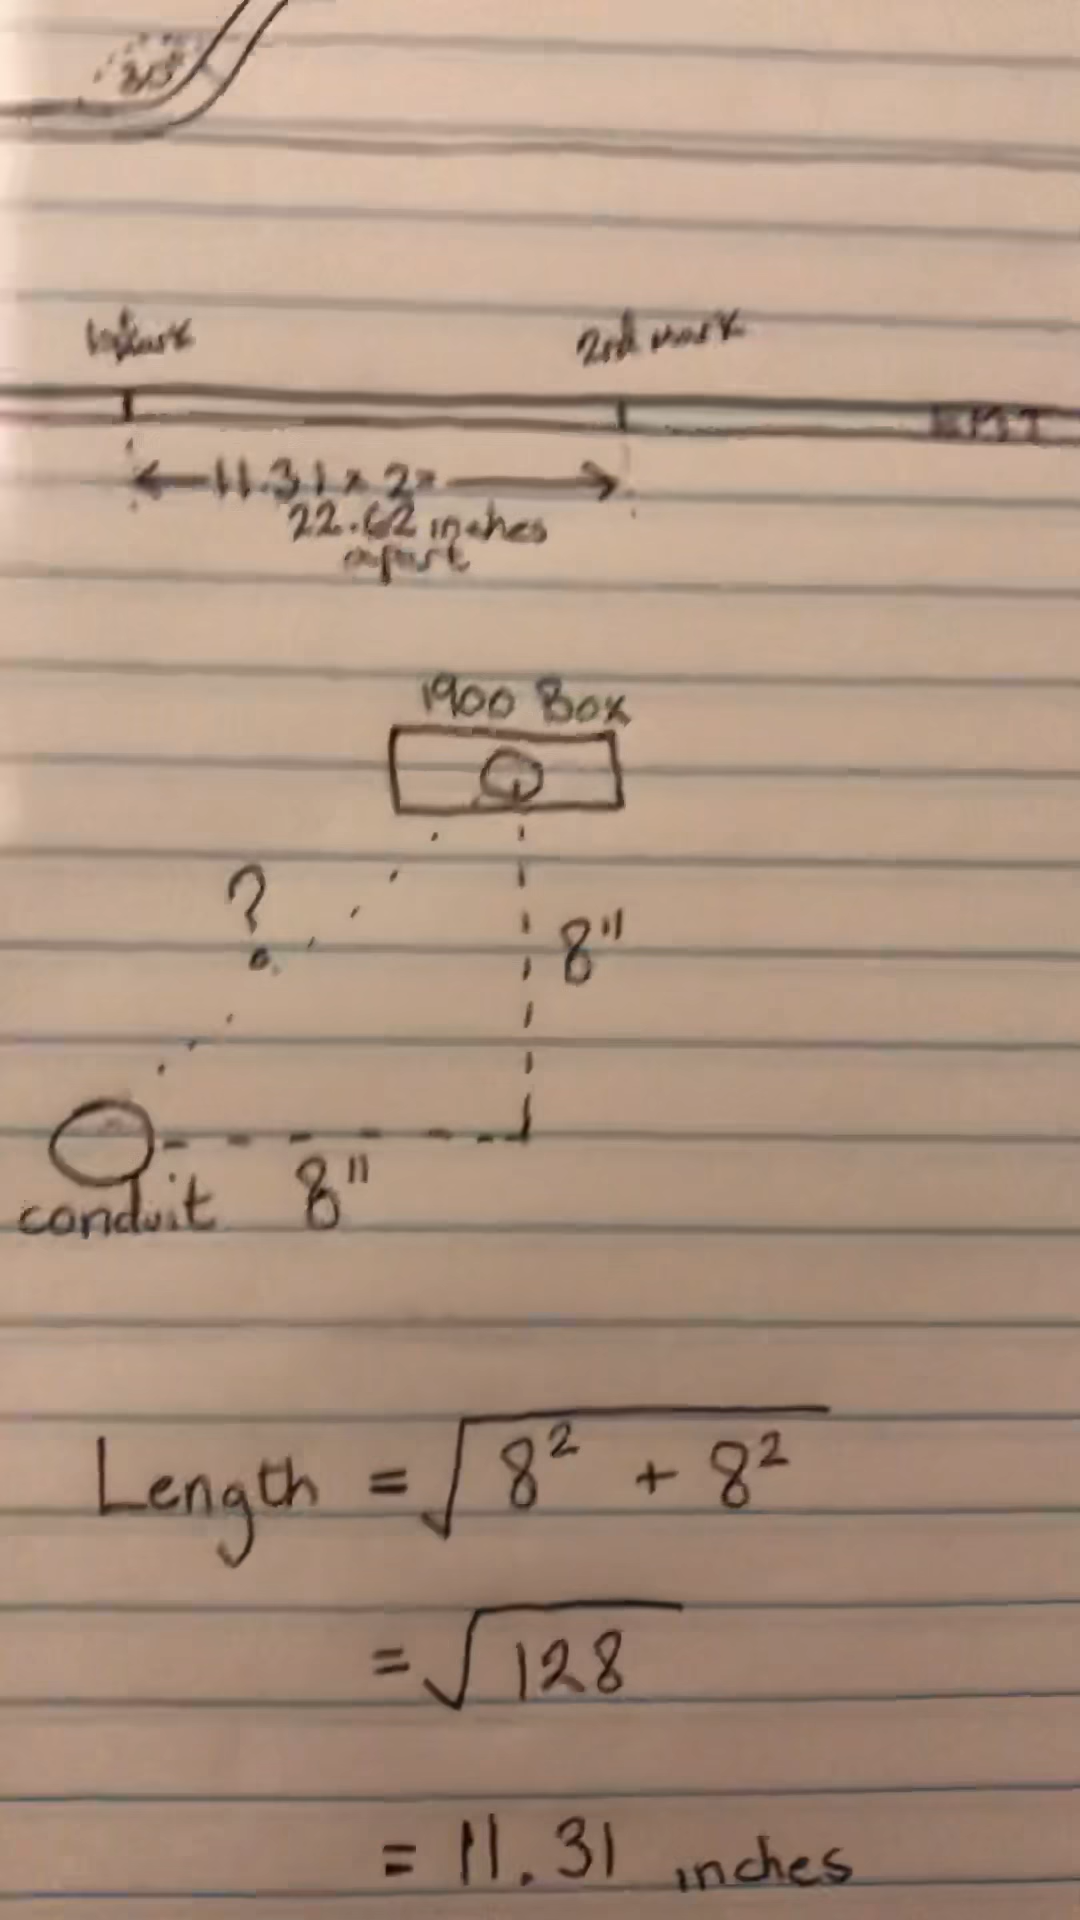 30°
1st mark
2nd mark
EMT
11.31 x 2 =
22.62 inches
apart
1900 Box
?
8"
8"
conduit
Length = √8² + 8²
= √128
= 11.31 inches